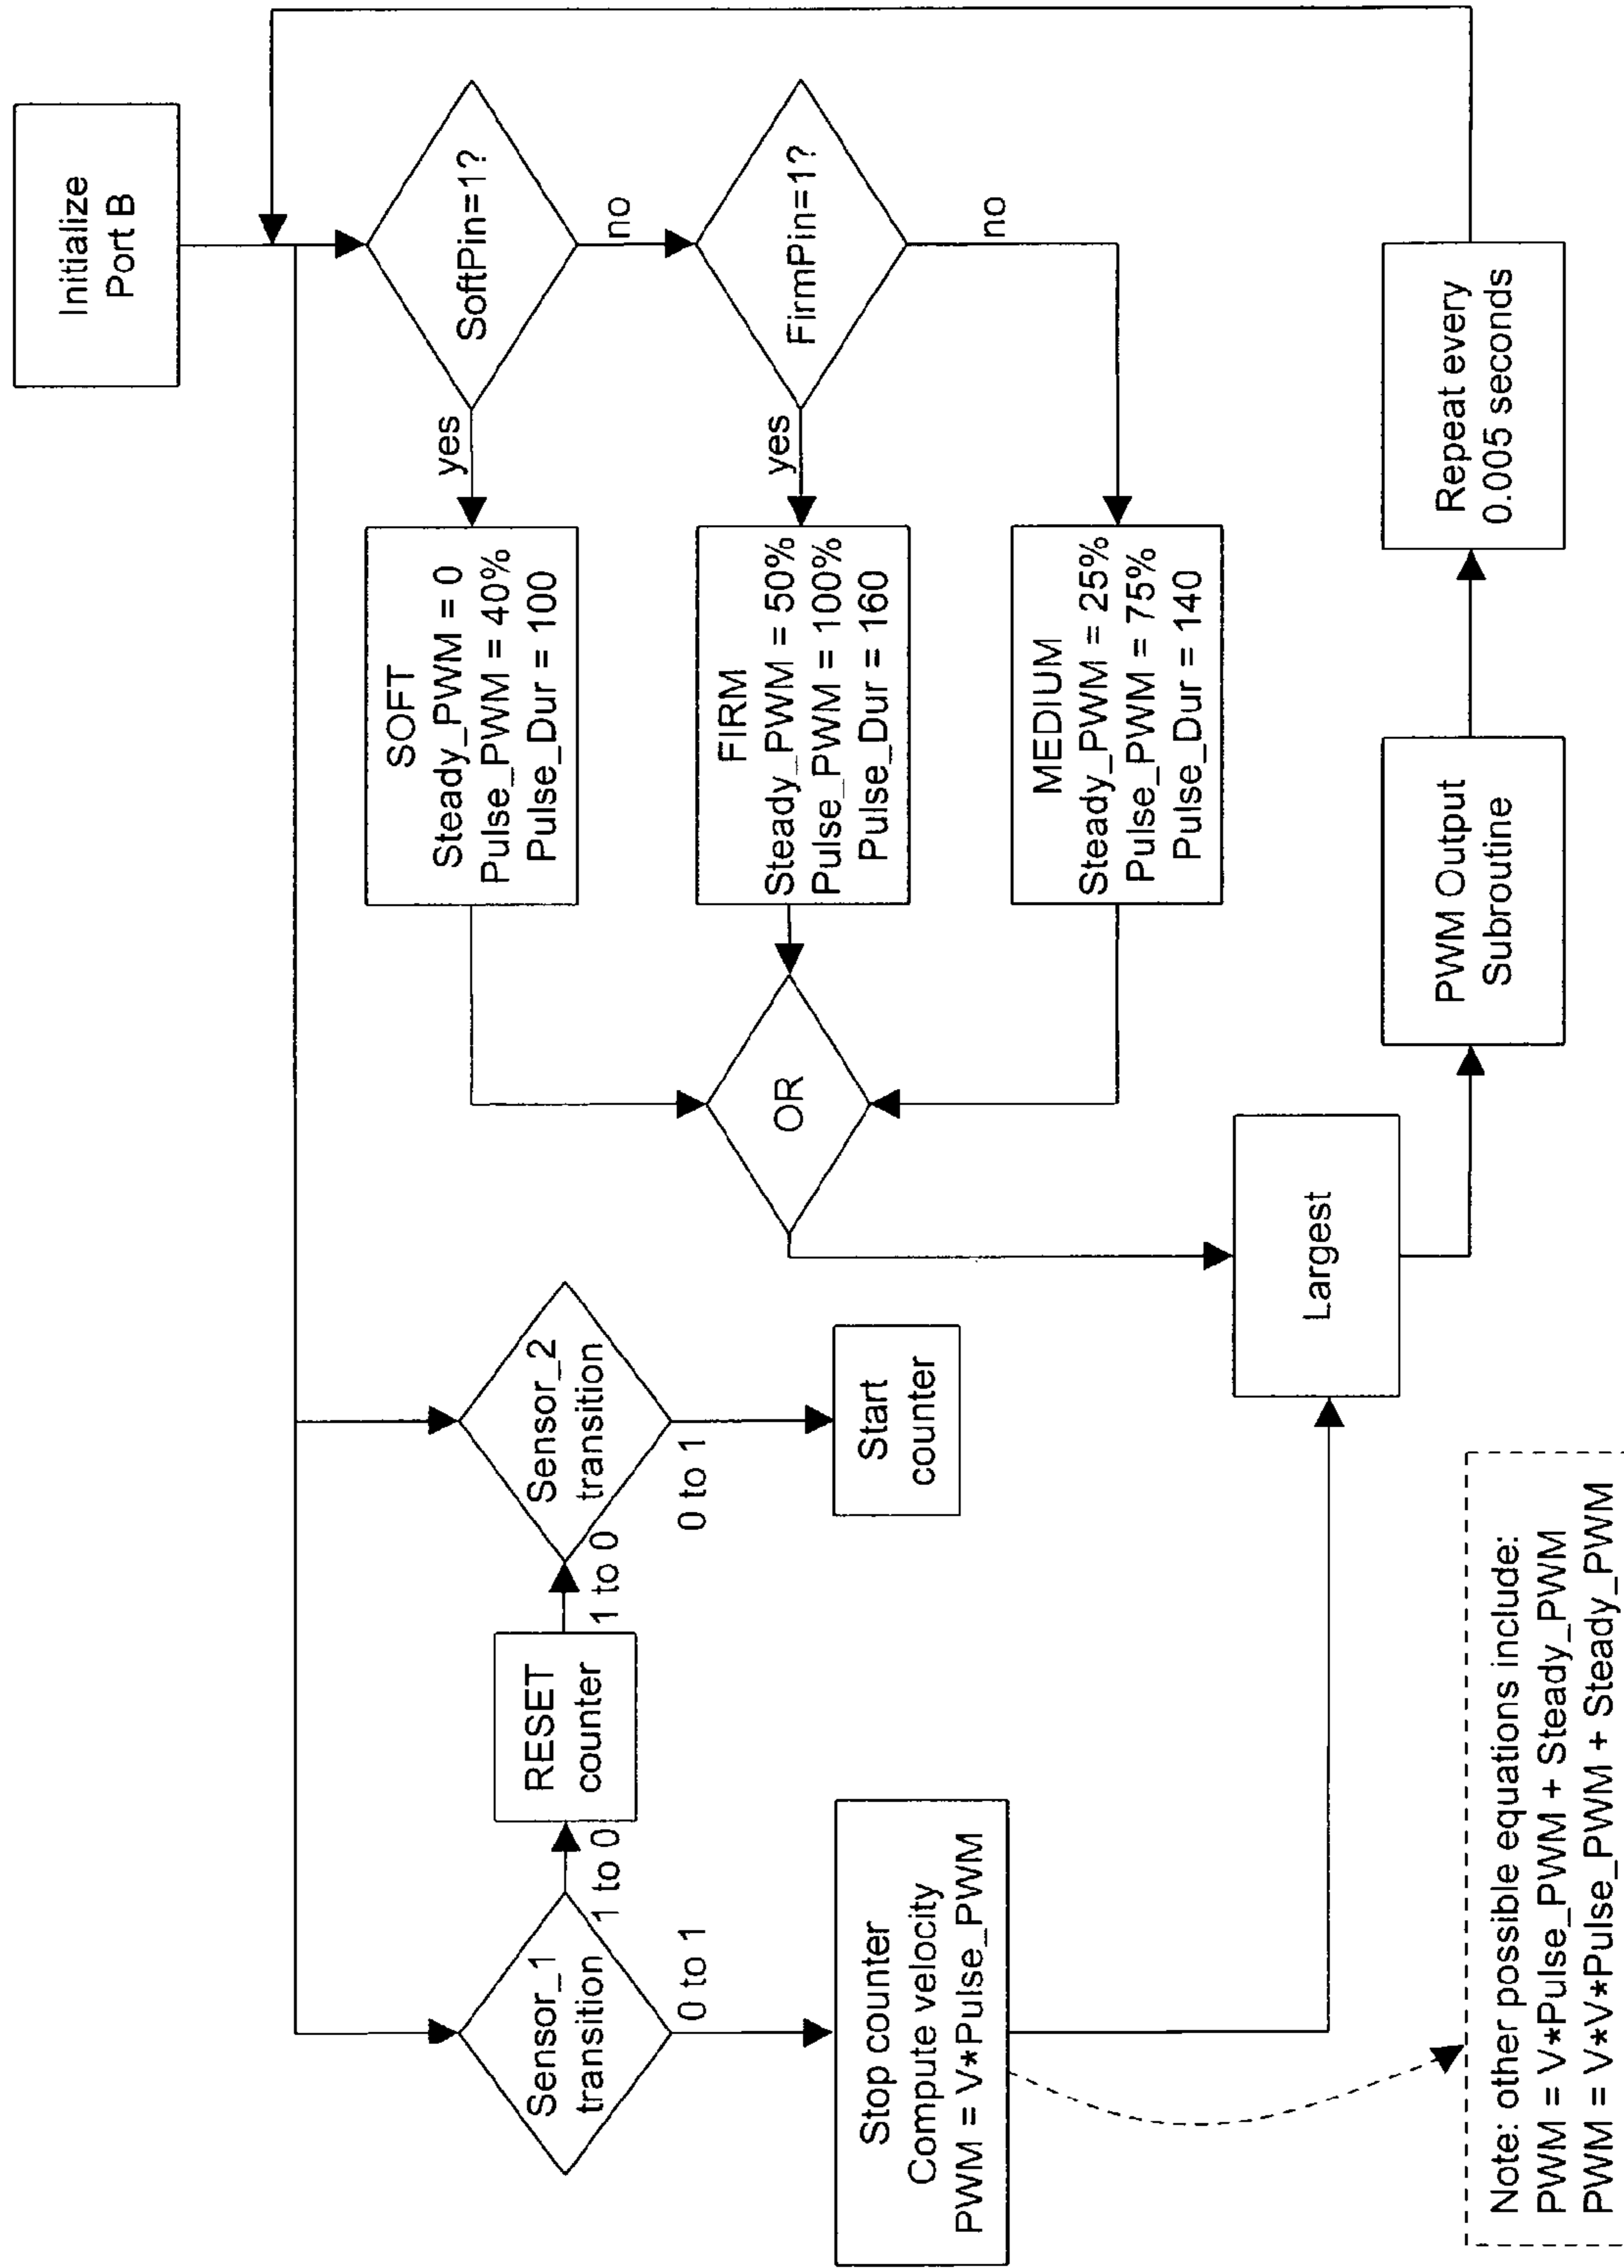 Initialize
Port B
SoftPin=1?
yes
no
FirmPin=1?
yes
no
SOFT
Steady_PWM = 0
Pulse_PWM = 40%
Pulse_Dur = 100
FIRM
Steady_PWM = 50%
Pulse_PWM = 100%
Pulse_Dur = 160
MEDIUM
Steady_PWM = 25%
Pulse_PWM = 75%
Pulse_Dur = 140
OR
Sensor_1
transition
1 to 0
0 to 1
RESET
counter
1 to 0
Sensor_2
transition
0 to 1
Start
counter
Stop counter
Compute velocity
PWM = V*Pulse_PWM
Largest
PWM Output
Subroutine
Repeat every
0.005 seconds
Note: other possible equations include:
PWM = V*Pulse_PWM + Steady_PWM
PWM = V*V*Pulse_PWM + Steady_PWM